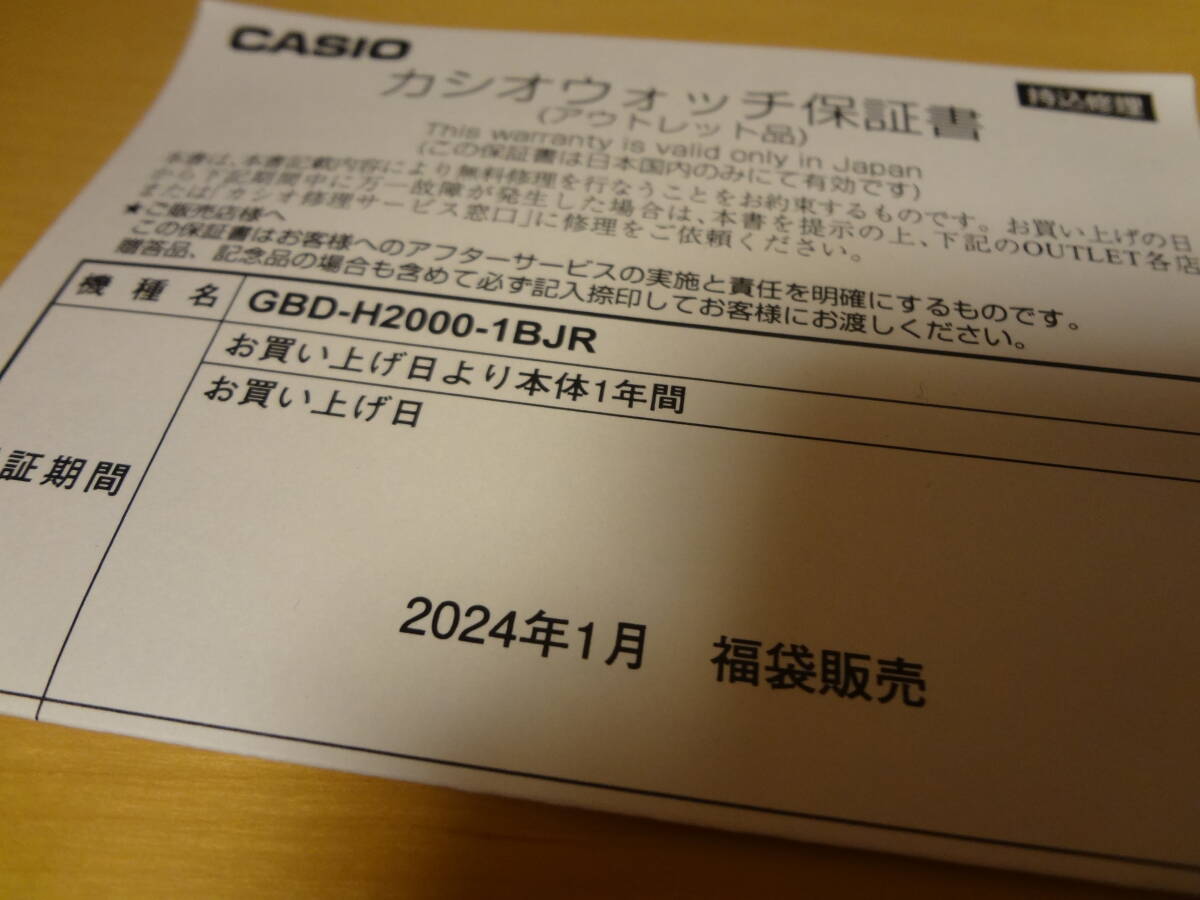 CASIO
持込修理
カシオウォッチ保証書
(アウトレット品)
This warranty is valid only in Japan
(この保証書は日本国内のみにて有効です)
本書は、本書記載内容により無料修理を行なうことをお約束するものです。お買い上げの日
から下記期間中に万一故障が発生した場合は、本書を提示の上、下記のOUTLET各店
または「カシオ修理サービス窓口」に修理をご依頼ください。
★ご販売店様へ
この保証書はお客様へのアフターサービスの実施と責任を明確にするものです。
贈答品、記念品の場合も含めて必ず記入捺印してお客様にお渡しください。
機種名 GBD-H2000-1BJR
お買い上げ日より本体1年間
お買い上げ日
証期間
2024年1月 福袋販売